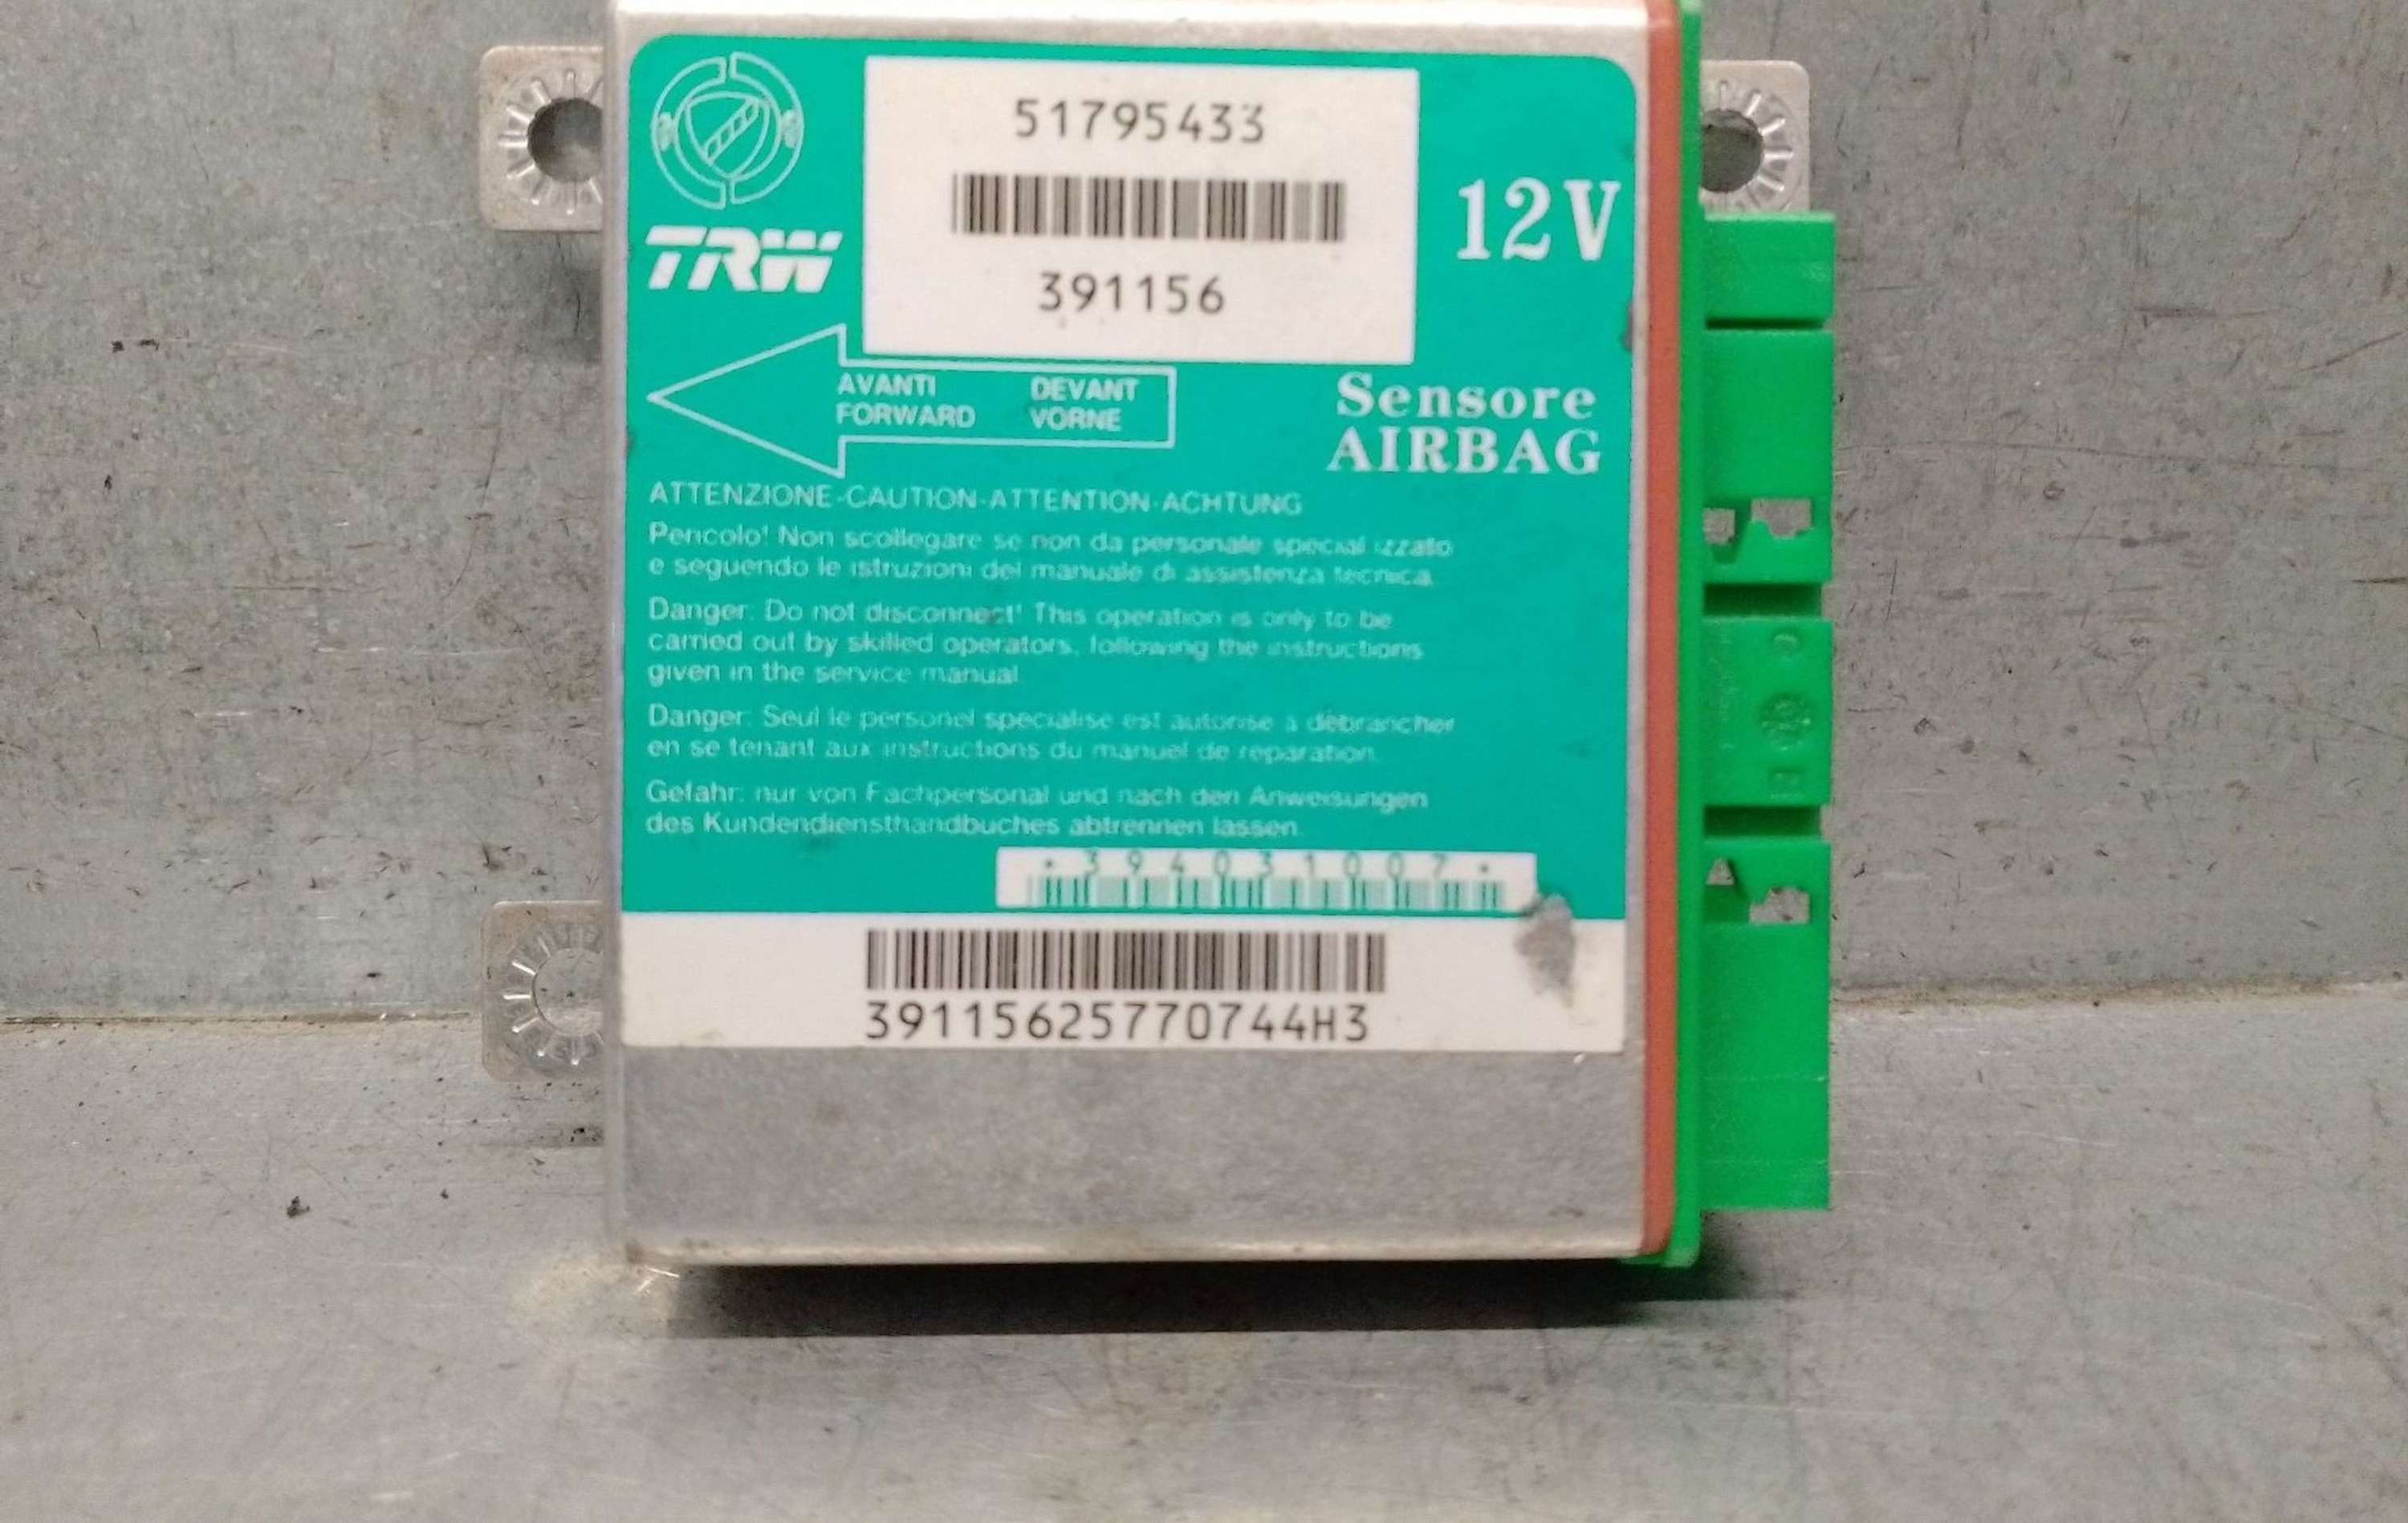 51795433
TRW
12V
391156
AVANTI DEVANT
FORWARD VORNE
Sensore
AIRBAG
ATTENZIONE-CAUTION-ATTENTION-ACHTUNG
Pericolo! Non scollegare se non da personale specializzato
e seguendo le istruzioni del manuale di assistenza tecnica
Danger: Do not disconnect! This operation is only to be
carried out by skilled operators, following the instructions
given in the service manual
Danger: Seul le personel specialise est autorise a debrancher
en se tenant aux instructions du manuel de reparation.
Gefahr: nur von Fachpersonal und nach den Anweisungen
des Kundendiensthandbuches abtrennen lassen.
• 394031007 •
39115625770744H3